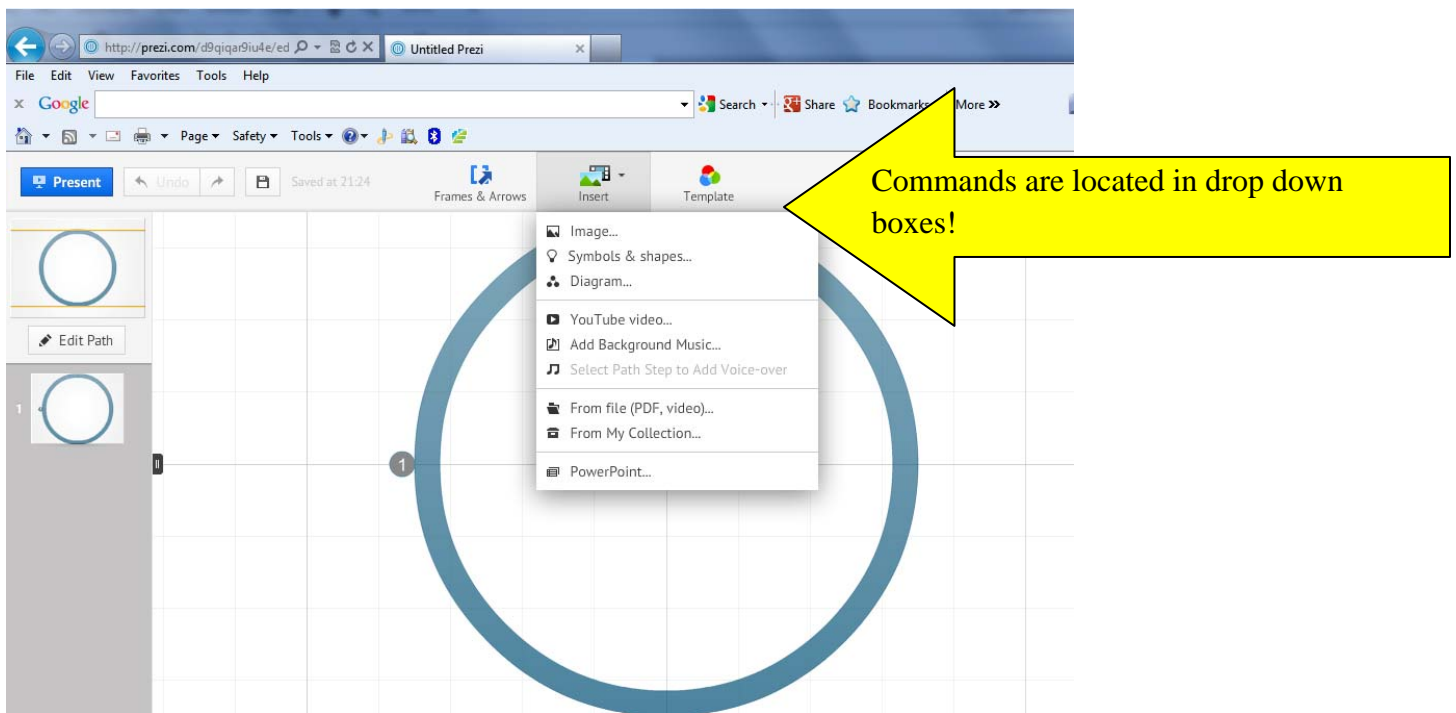 http://prezi.com/d9qiqar9iu4e/ed
Untitled Prezi
File Edit View Favorites Tools Help
x Google
Search Share Bookmarks More »
Page Safety Tools
Present Undo Saved at 21:24
Frames & Arrows Insert Template
Commands are located in drop down
boxes!
Image...
Symbols & shapes...
Diagram...
Edit Path
YouTube video...
Add Background Music...
Select Path Step to Add Voice-over
From file (PDF, video)...
From My Collection...
PowerPoint...
1
1